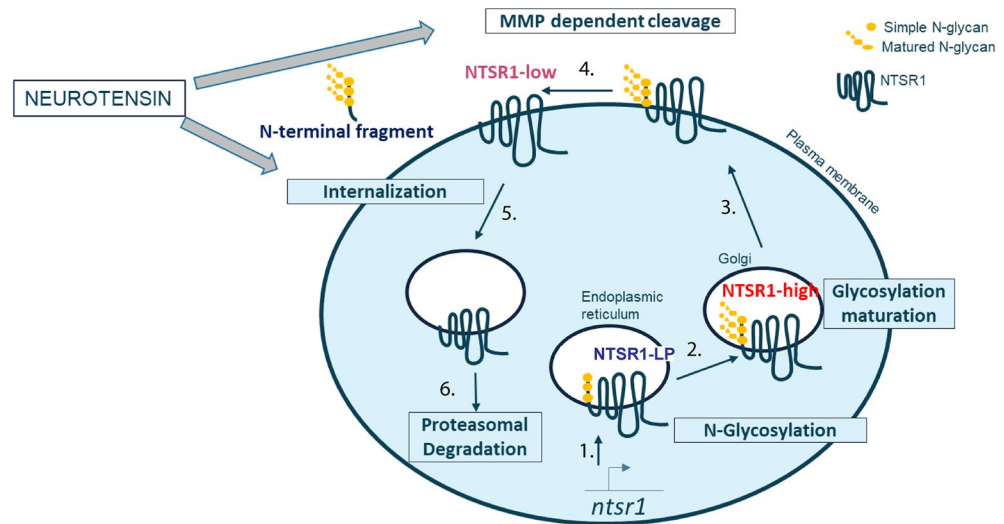 MMP dependent cleavage
Simple N-glycan
Matured N-glycan
NTSR1
NEUROTENSIN
NTSR1-low
4.
N-terminal fragment
Plasma membrane
Internalization
5.
3.
Golgi
NTSR1-high
Glycosylation
maturation
Endoplasmic
reticulum
NTSR1-LP
2.
6.
Proteasomal
Degradation
N-Glycosylation
1.
ntsr1